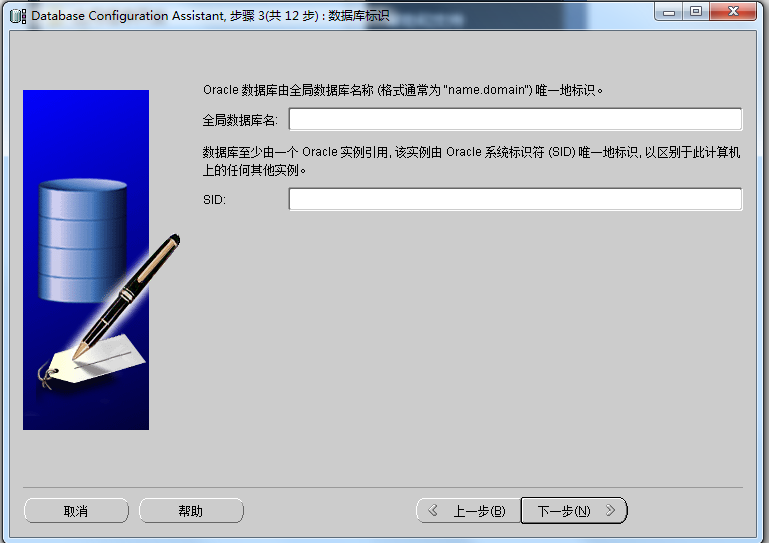 Database Configuration Assistant, 步骤 3(共 12 步) : 数据库标识
Oracle 数据库由全局数据库名称 (格式通常为 "name.domain") 唯一地标识。
全局数据库名:
数据库至少由一个 Oracle 实例引用, 该实例由 Oracle 系统标识符 (SID) 唯一地标识, 以区别于此计算机
上的任何其他实例。
SID:
取消
帮助
上一步(B)
下一步(N)